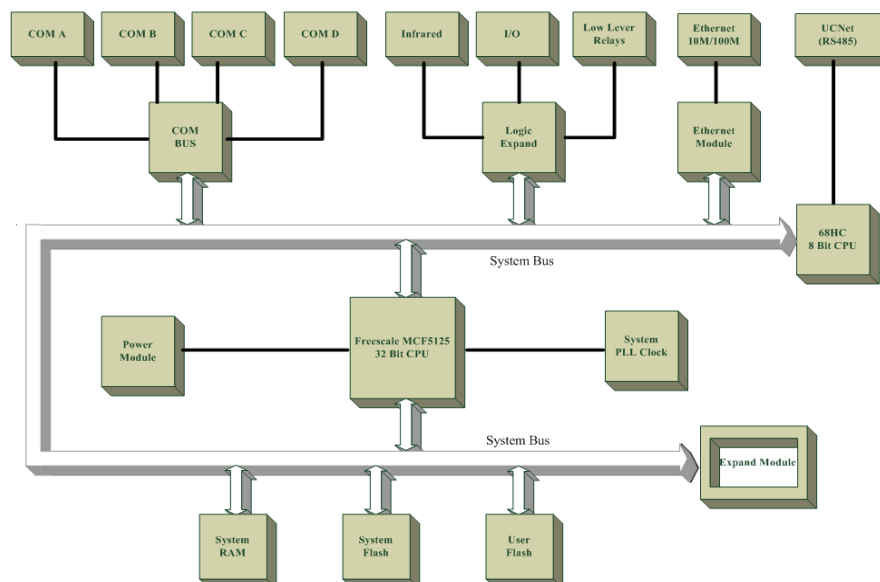 COM A
COM B
COM C
COM D
Infrared
I/O
Low Lever
Relays
Ethernet
10M/100M
UCNet
(RS485)
COM
BUS
Logic
Expand
Ethernet
Module
68HC
8 Bit CPU
System Bus
Power
Module
Freescale MCF5125
32 Bit CPU
System
PLL Clock
System Bus
Expand Module
System
RAM
System
Flash
User
Flash